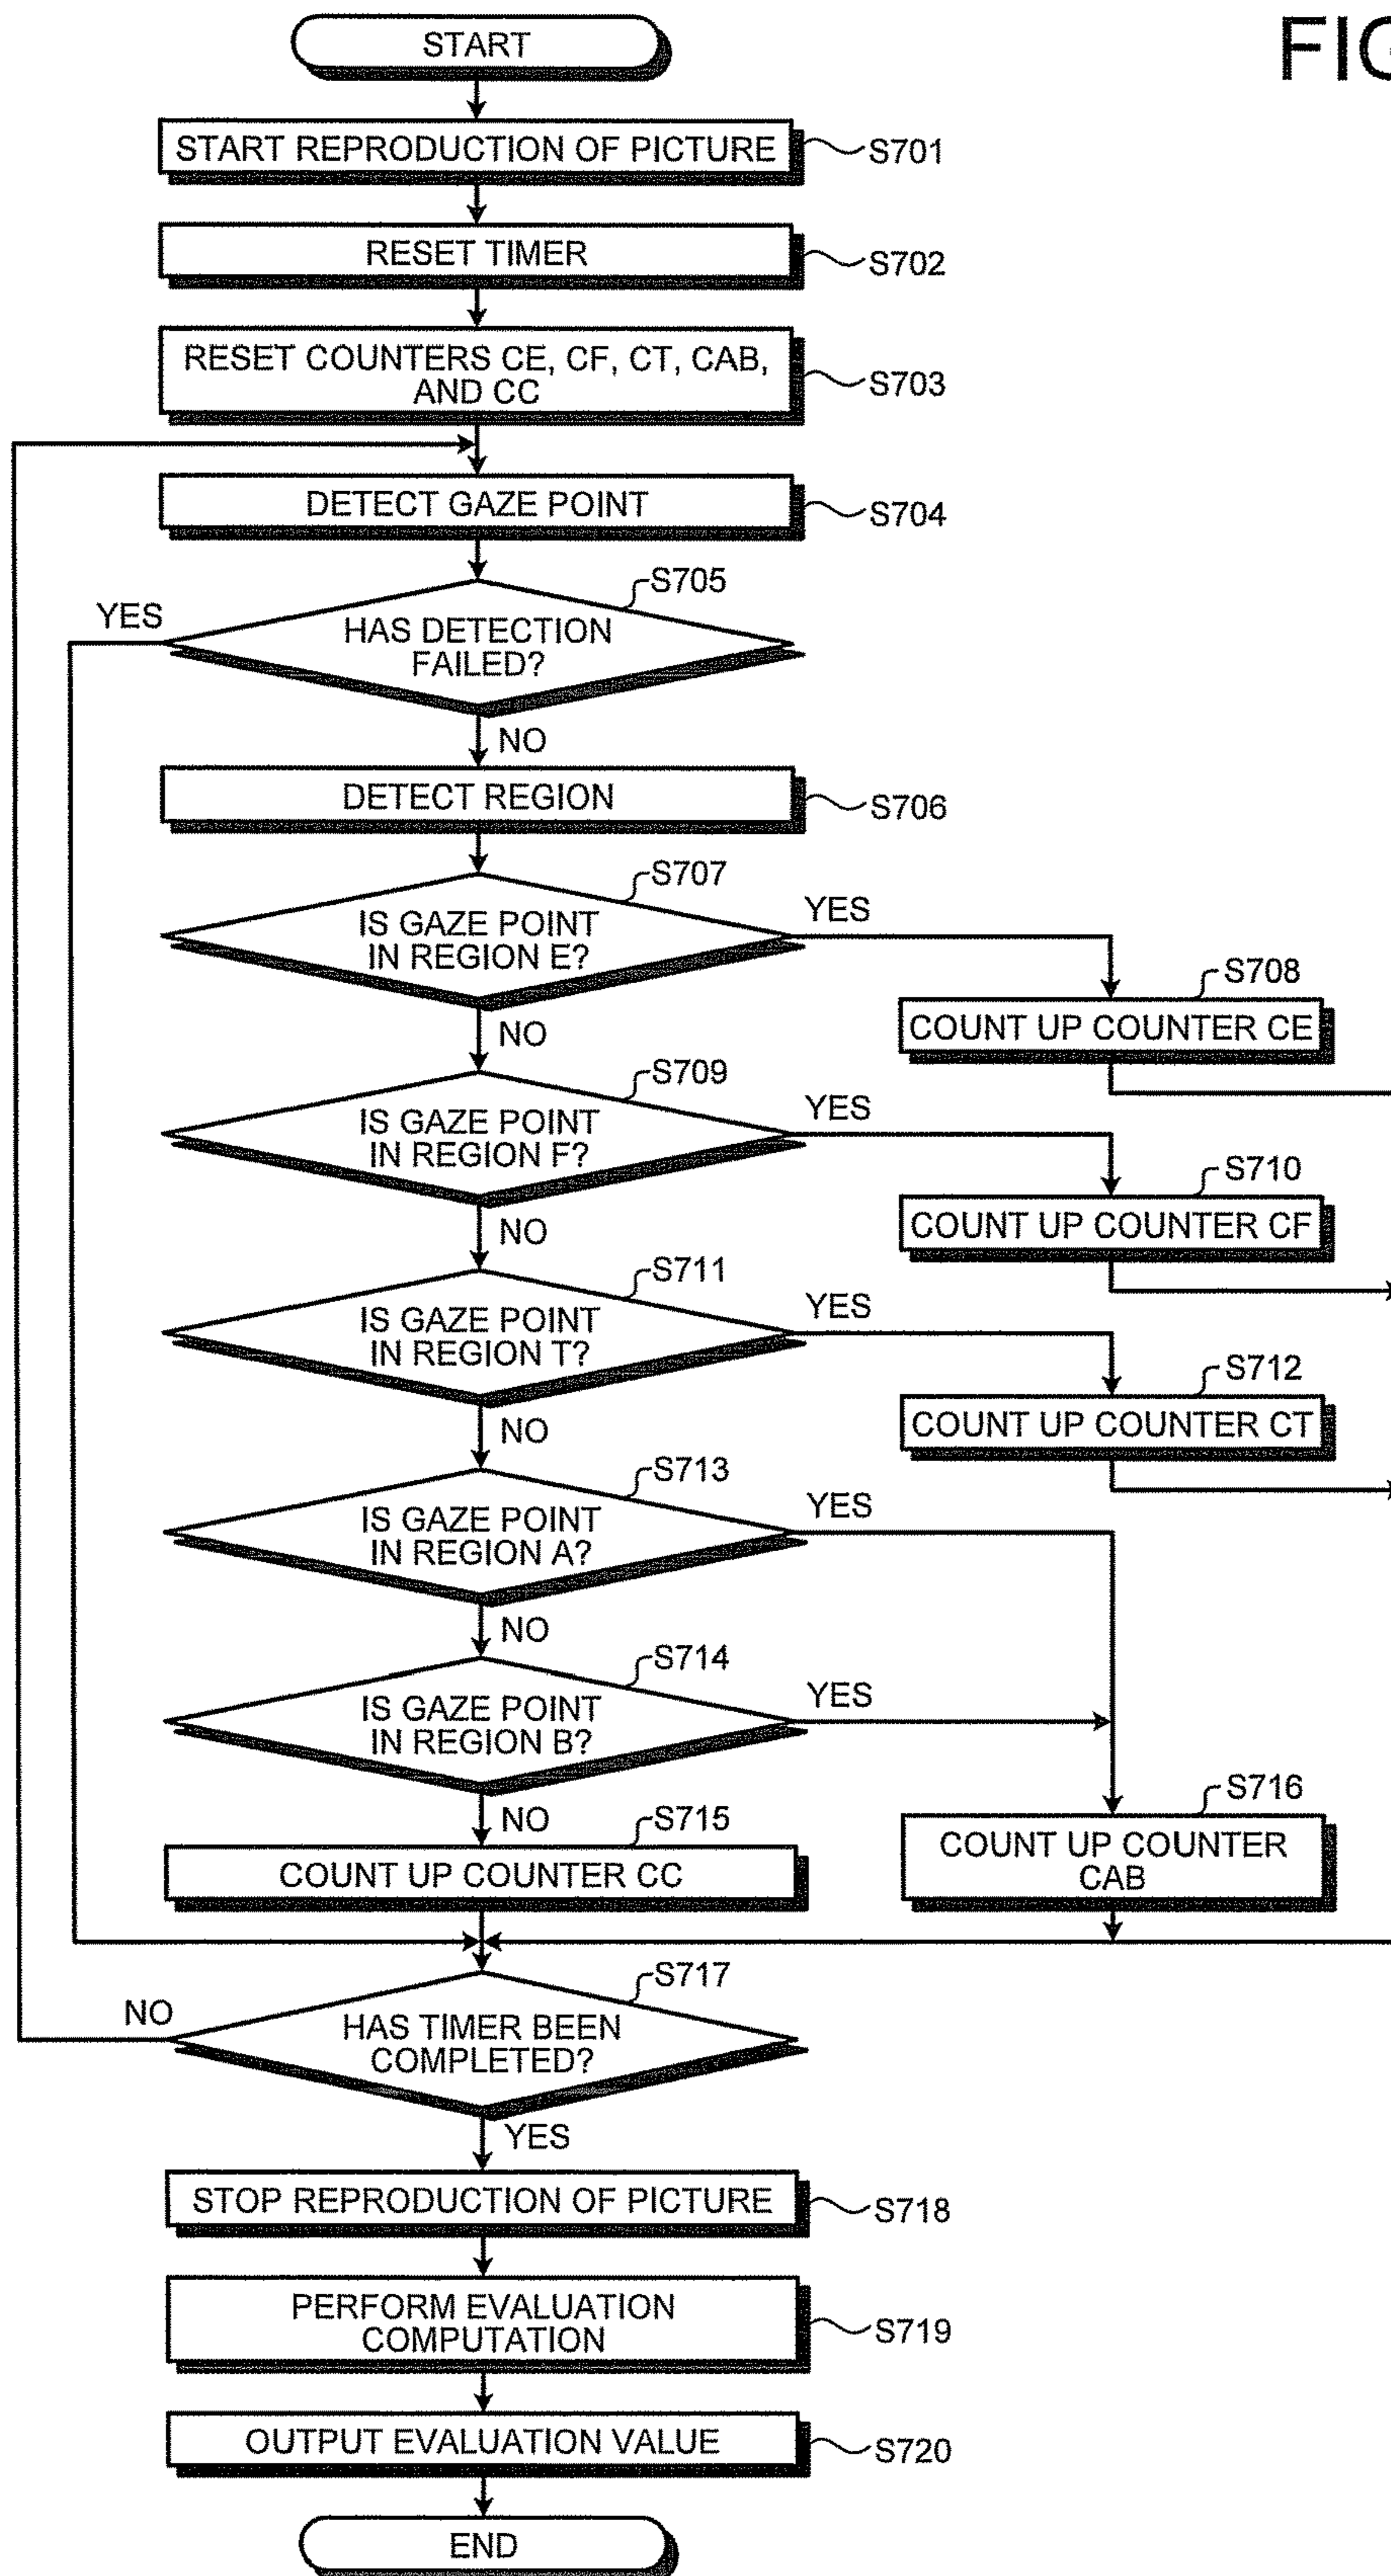 FIG
START
START REPRODUCTION OF PICTURE
S701
RESET TIMER
S702
RESET COUNTERS CE, CF, CT, CAB,
AND CC
S703
DETECT GAZE POINT
S704
S705
YES
HAS DETECTION
FAILED?
NO
DETECT REGION
S706
S707
IS GAZE POINT
IN REGION E?
YES
S708
COUNT UP COUNTER CE
NO
S709
IS GAZE POINT
IN REGION F?
YES
S710
COUNT UP COUNTER CF
NO
S711
IS GAZE POINT
IN REGION T?
YES
S712
COUNT UP COUNTER CT
NO
S713
IS GAZE POINT
IN REGION A?
YES
NO
S714
IS GAZE POINT
IN REGION B?
YES
NO
S715
COUNT UP COUNTER CC
S716
COUNT UP COUNTER
CAB
S717
NO
HAS TIMER BEEN
COMPLETED?
YES
STOP REPRODUCTION OF PICTURE
S718
PERFORM EVALUATION
COMPUTATION
S719
OUTPUT EVALUATION VALUE
S720
END